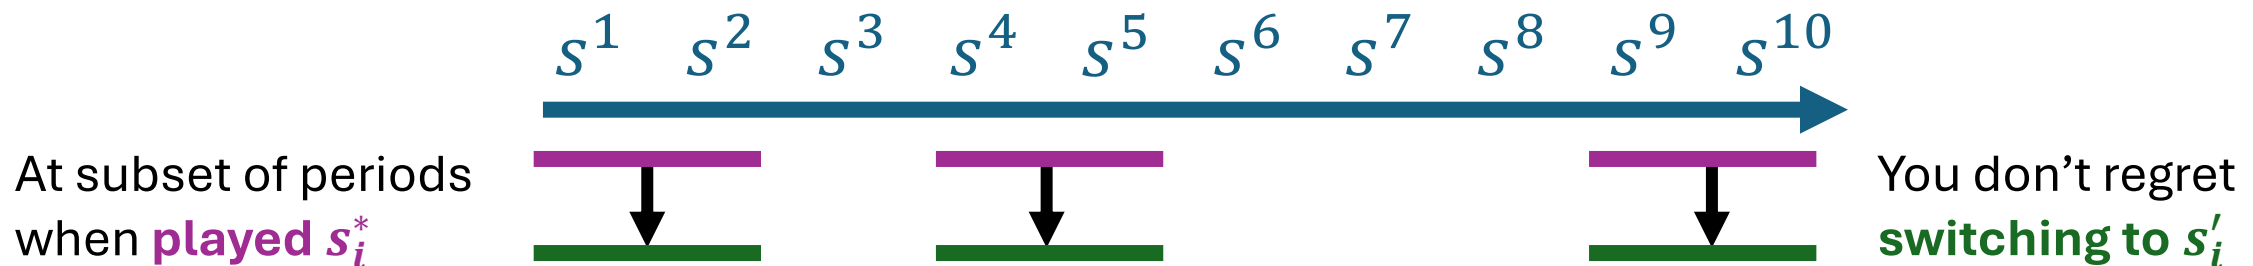 s¹ s² s³ s⁴ s⁵ s⁶ s⁷ s⁸ s⁹ s¹⁰
At subset of periods
when played sᵢ*
You don’t regret
switching to sᵢ′